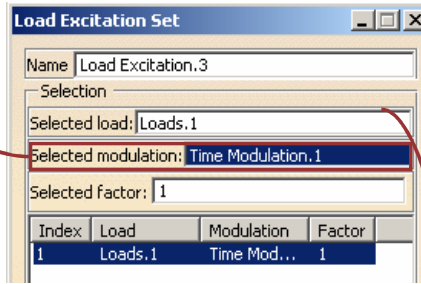 Load Excitation Set
Name Load Excitation.3
Selection
Selected load: Loads.1
Selected modulation: Time Modulation.1
Selected factor: 1
Index Load Modulation Factor
1 Loads.1 Time Mod... 1